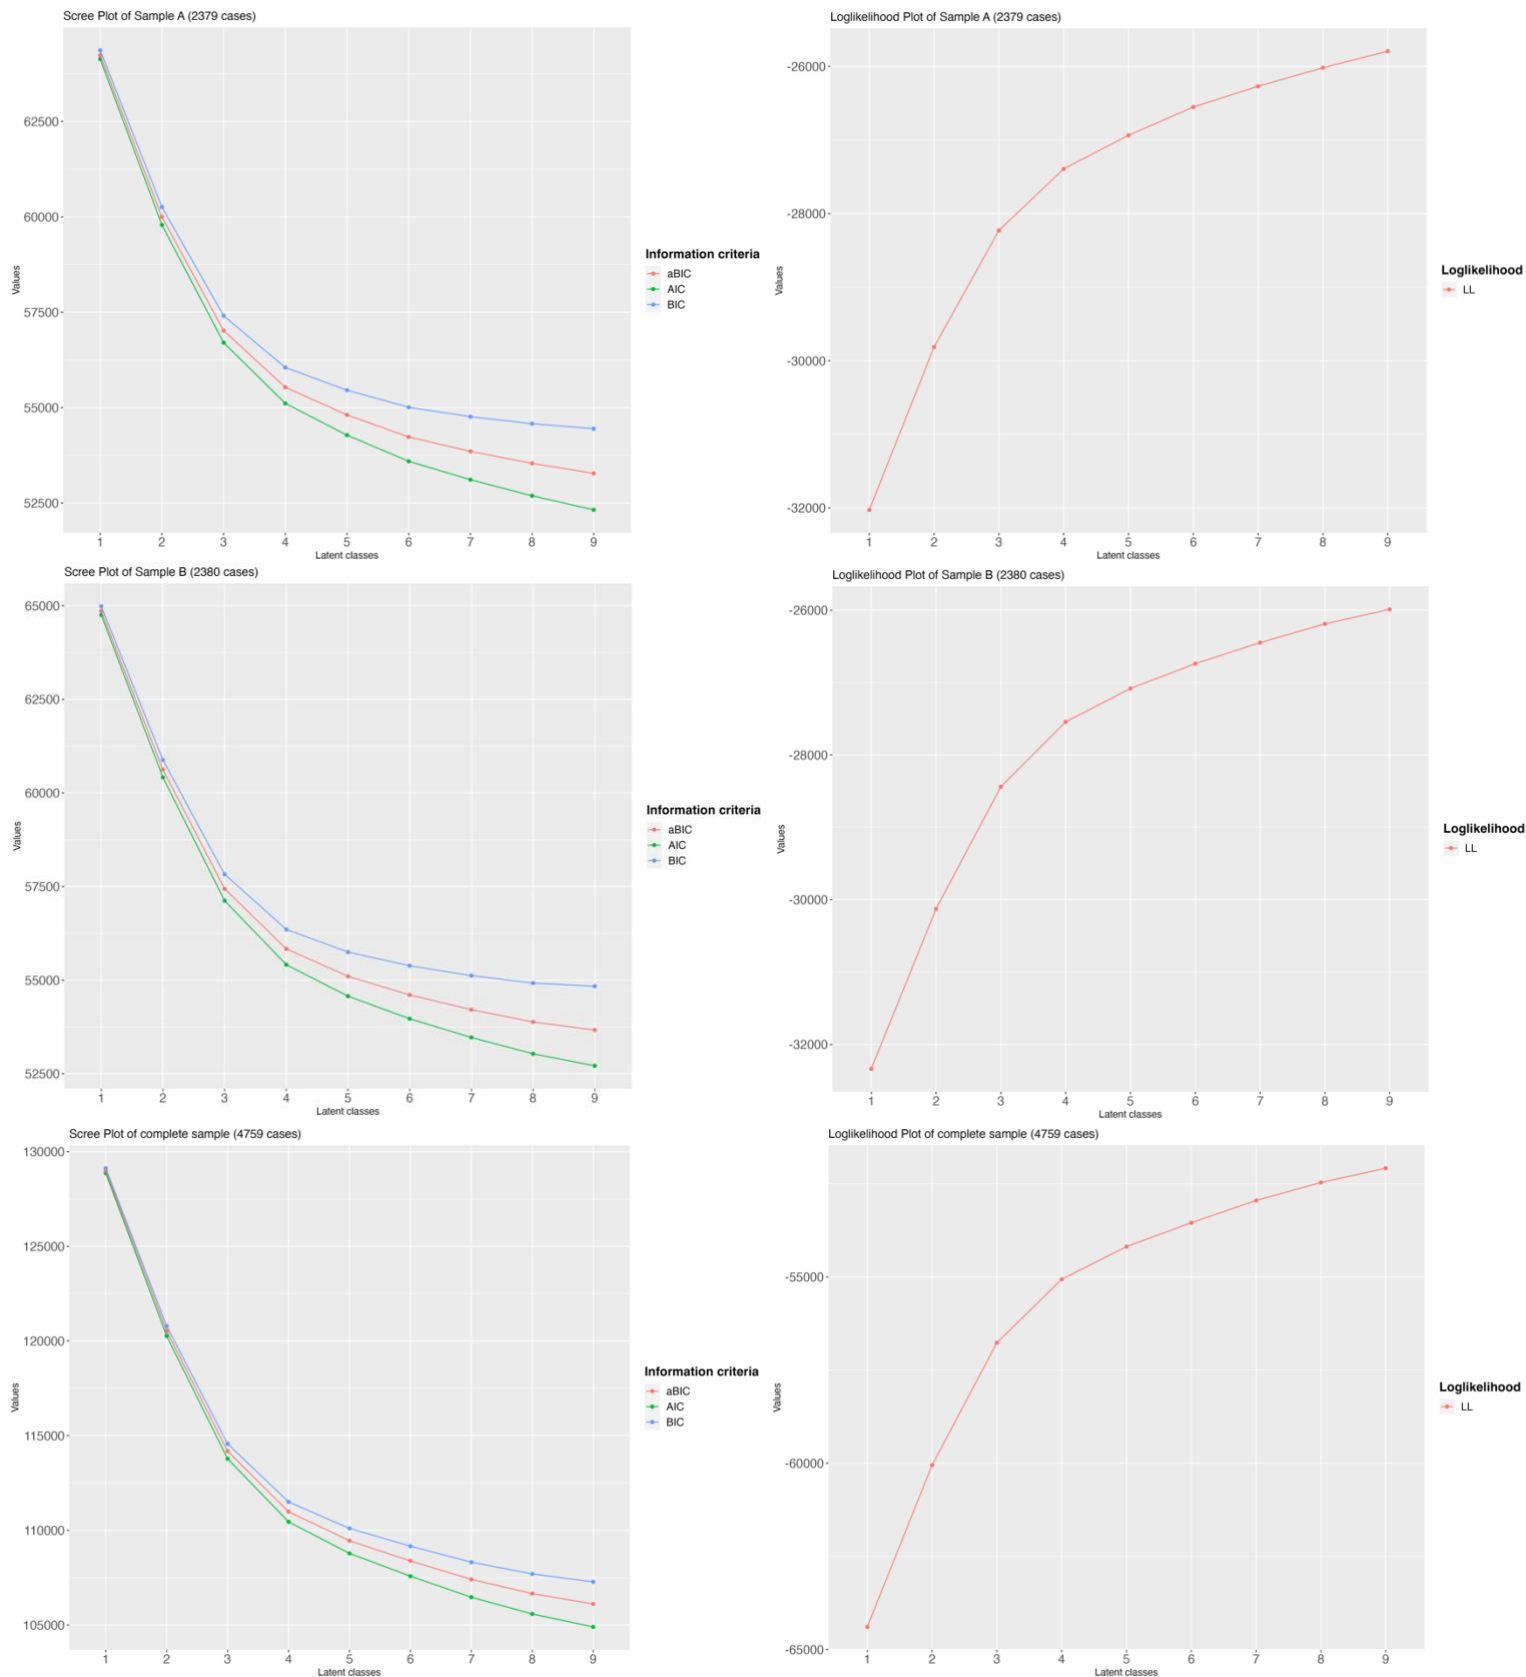 Scree Plot of Sample A (2379 cases)
62500
60000
57500
55000
52500
Values
1 2 3 4 5 6 7 8 9
Latent classes
Information criteria
aBIC
AIC
BIC
Loglikelihood Plot of Sample A (2379 cases)
-26000
-28000
-30000
-32000
Values
1 2 3 4 5 6 7 8 9
Latent classes
Loglikelihood
LL
Scree Plot of Sample B (2380 cases)
65000
62500
60000
57500
55000
52500
Values
1 2 3 4 5 6 7 8 9
Latent classes
Information criteria
aBIC
AIC
BIC
Loglikelihood Plot of Sample B (2380 cases)
-26000
-28000
-30000
-32000
Values
1 2 3 4 5 6 7 8 9
Latent classes
Loglikelihood
LL
Scree Plot of complete sample (4759 cases)
130000
125000
120000
115000
110000
105000
Values
1 2 3 4 5 6 7 8 9
Latent classes
Information criteria
aBIC
AIC
BIC
Loglikelihood Plot of complete sample (4759 cases)
-55000
-60000
-65000
Values
1 2 3 4 5 6 7 8 9
Latent classes
Loglikelihood
LL